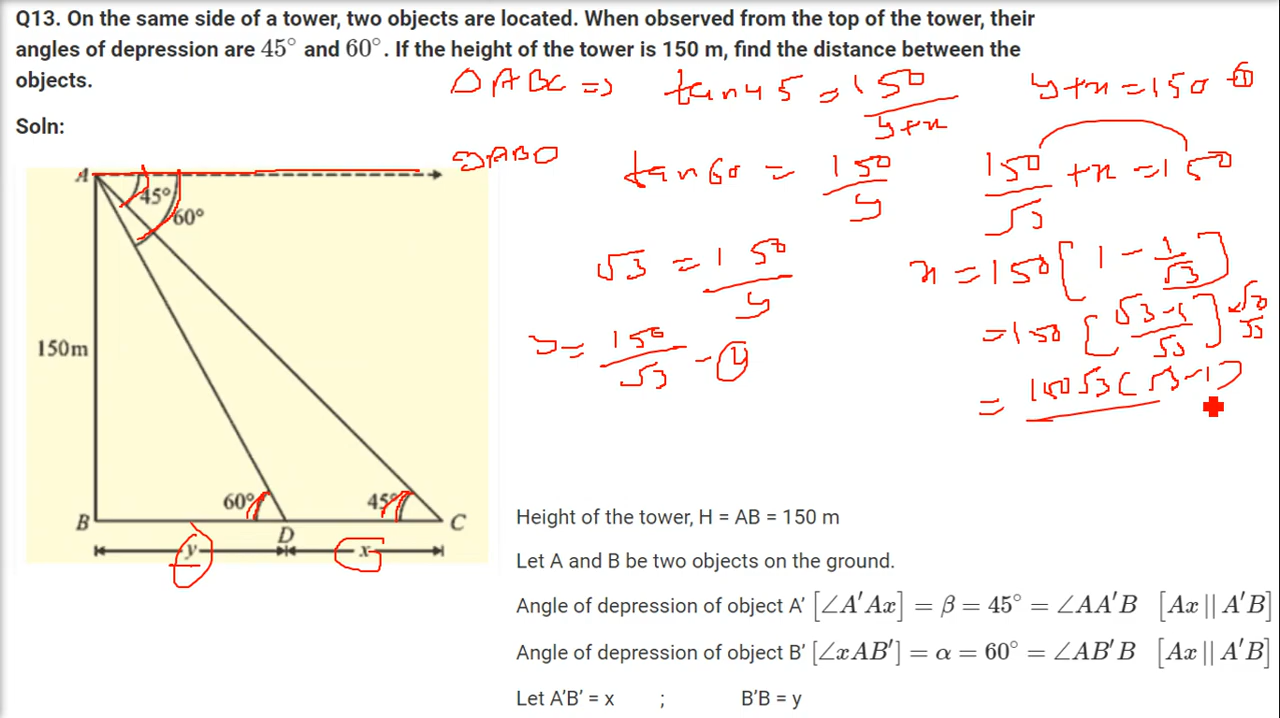 Q13. On the same side of a tower, two objects are located. When observed from the top of the tower, their
angles of depression are 45° and 60°. If the height of the tower is 150 m, find the distance between the
objects.
Soln:
△ABC ⇒ tan45 = 150/(y+x)
y+x = 150 -①
△ABD
tan60 = 150/y
√3 = 150/y
y = 150/√3 -
150/√3 + x = 150
x = 150[1 - 1/√3]
= 150[(√3-1)/√3] × √3/√3
= 150√3(√3-1)
A
45°
60°
150m
60°
45°
B
D
C
y
x
Height of the tower, H = AB = 150 m
Let A and B be two objects on the ground.
Angle of depression of object A’ [∠A′Ax] = β = 45° = ∠AA′B [Ax || A′B]
Angle of depression of object B’ [∠xAB′] = α = 60° = ∠AB′B [Ax || A′B]
Let A’B’ = x ; B’B = y